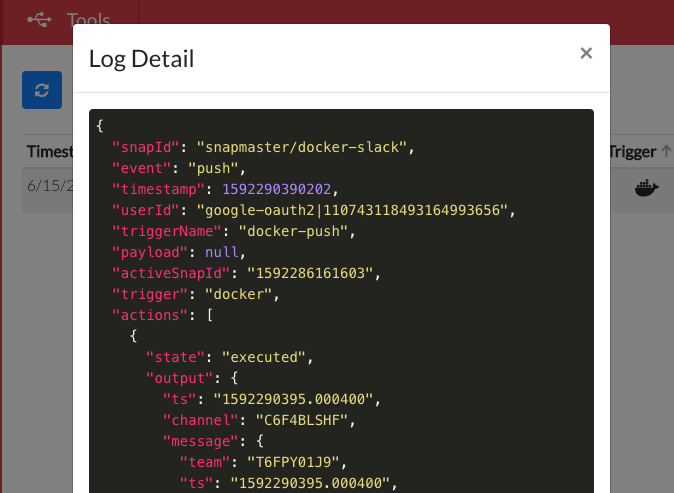 Tools
Log Detail
×
Timest
Trigger ↑
6/15/2
{
"snapId": "snapmaster/docker-slack",
"event": "push",
"timestamp": 1592290390202,
"userId": "google-oauth2|110743118493164993656",
"triggerName": "docker-push",
"payload": null,
"activeSnapId": "1592286161603",
"trigger": "docker",
"actions": [
{
"state": "executed",
"output": {
"ts": "1592290395.000400",
"channel": "C6F4BLSHF",
"message": {
"team": "T6FPY01J9",
"ts": "1592290395.000400",